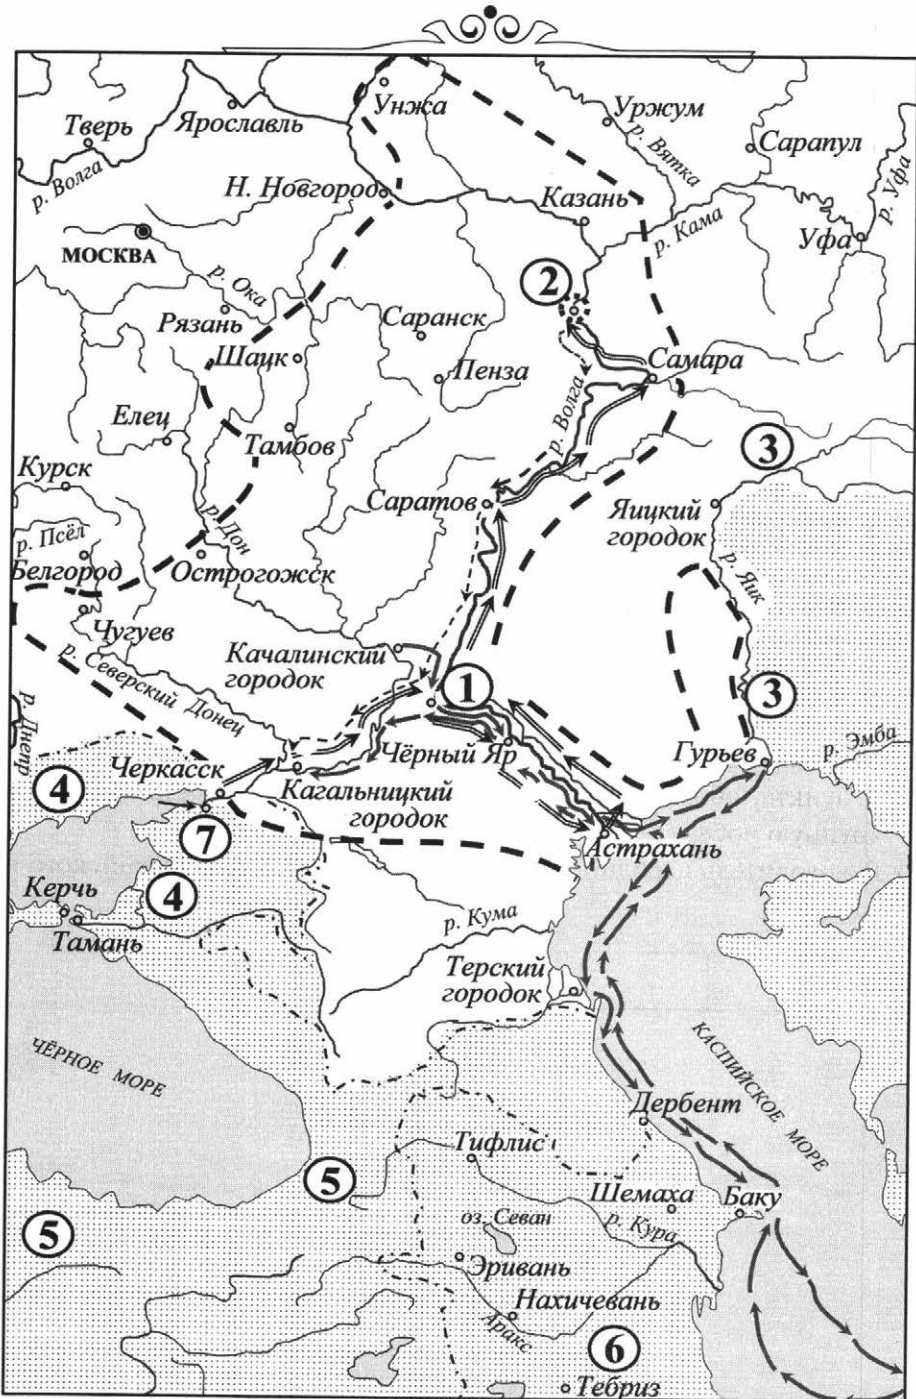 Унжа
Уржум
Тверь
Ярославль
р. Вятка
Сарапул
р. Волга
Н. Новгород
Казань
р. Уфа
МОСКВА
р. Кама
Уфа
р. Ока
2
Рязань
Саранск
Шацк
Пенза
Самара
Елец
Тамбов
р. Волга
3
Курск
Саратов
Яицкий
городок
р. Псёл
р. Дон
Белгород
Острогожск
р. Яик
Чугуев
Качалинский
городок
р. Северский Донец
1
3
р. Днепр
Чёрный Яр
Гурьев
р. Эмба
4
Черкасск
Кагальницкий
городок
7
Астрахань
4
Керчь
Тамань
р. Кума
Терский
городок
ЧЁРНОЕ МОРЕ
КАСПИЙСКОЕ МОРЕ
Дербент
Тифлис
5
Шемаха
Баку
5
оз. Севан
р. Кура
Эривань
Нахичевань
Аракс
6
Тебриз